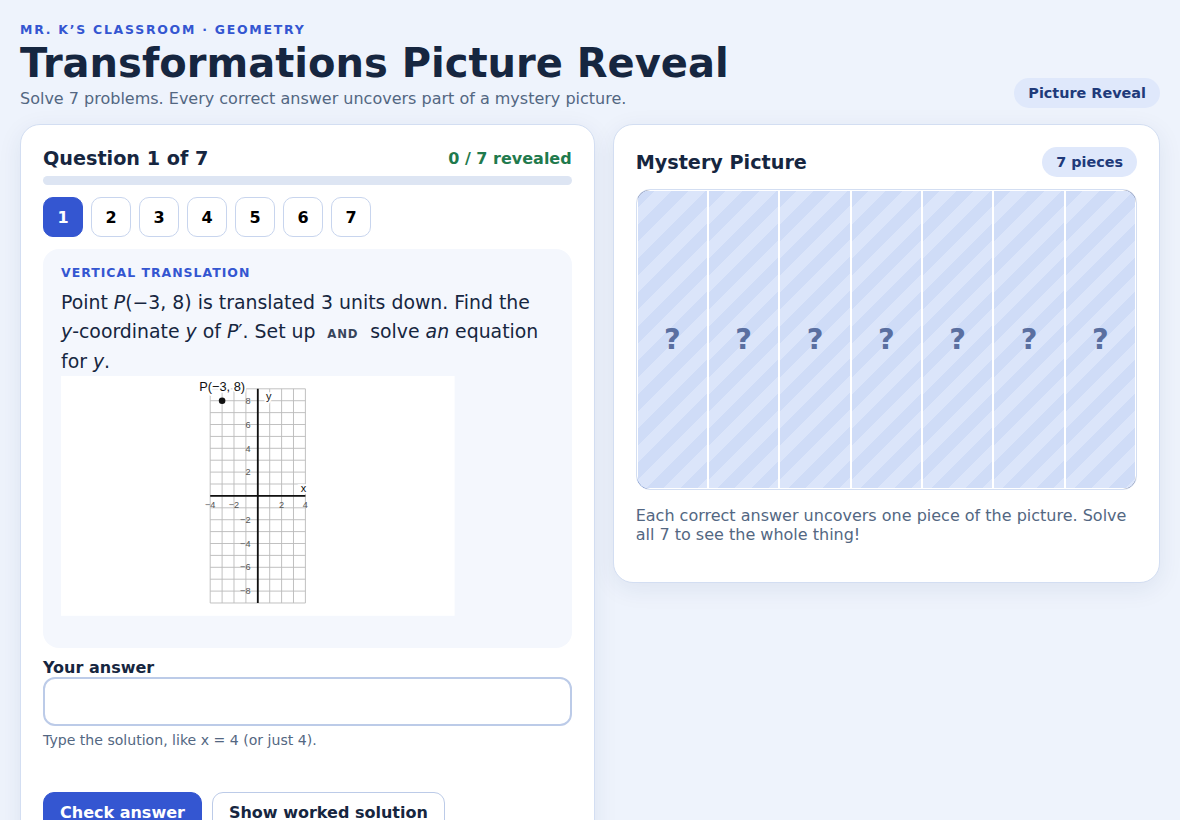 MR. K’S CLASSROOM · GEOMETRY
Transformations Picture Reveal
Solve 7 problems. Every correct answer uncovers part of a mystery picture.
Picture Reveal
Question 1 of 7
0 / 7 revealed
1 2 3 4 5 6 7
VERTICAL TRANSLATION
Point P(−3, 8) is translated 3 units down. Find the
y-coordinate y of P′. Set up AND solve an equation
for y.
P(−3, 8)
y
8
6
4
2
x
−4 −2 2 4
−2
−4
−6
−8
Your answer
Type the solution, like x = 4 (or just 4).
Check answer
Show worked solution
Mystery Picture
7 pieces
? ? ? ? ? ? ?
Each correct answer uncovers one piece of the picture. Solve
all 7 to see the whole thing!